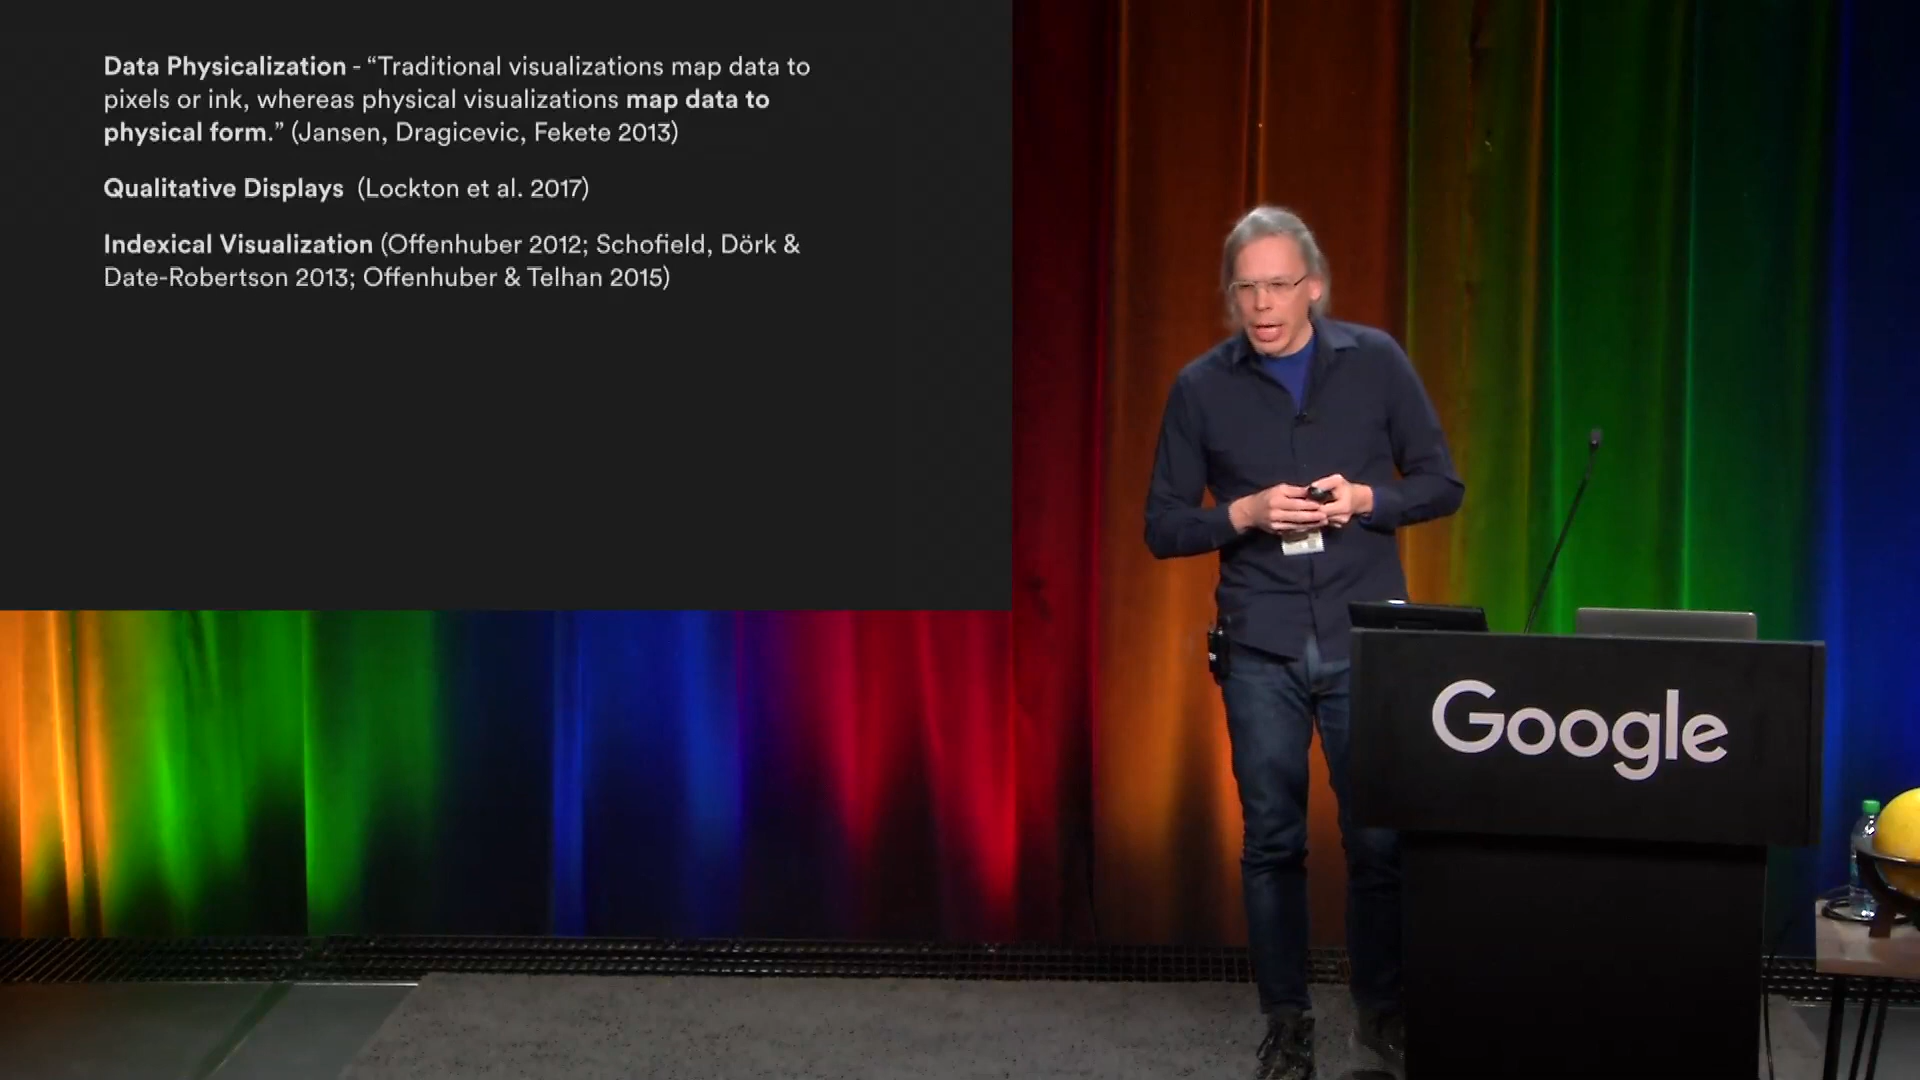 Data Physicalization - “Traditional visualizations map data to
pixels or ink, whereas physical visualizations map data to
physical form.” (Jansen, Dragicevic, Fekete 2013)
Qualitative Displays (Lockton et al. 2017)
Indexical Visualization (Offenhuber 2012; Schofield, Dörk &
Date-Robertson 2013; Offenhuber & Telhan 2015)
Google